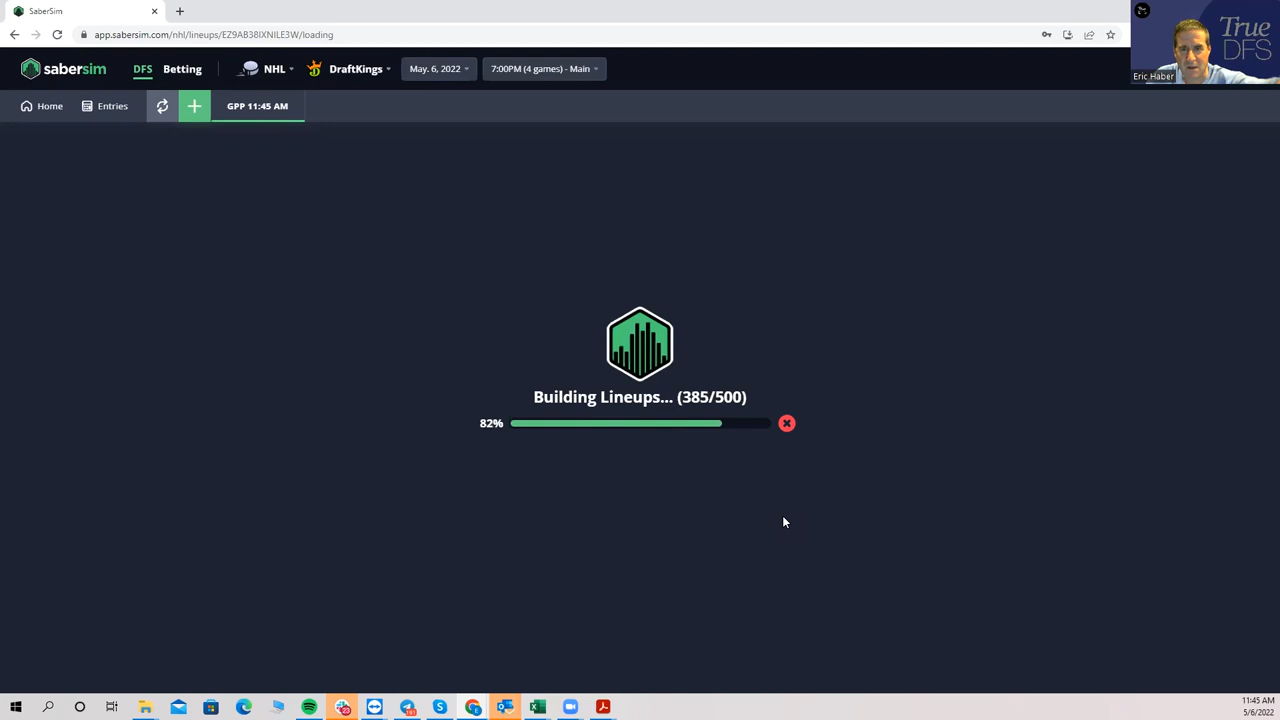 SaberSim
app.sabersim.com/nhl/lineups/EZ9AB38IXNILE3W/loading
True
DFS
Eric Haber
sabersim
DFS
Betting
NHL
DraftKings
May. 6, 2022
7:00PM (4 games) - Main
Home
Entries
GPP 11:45 AM
Building Lineups... (385/500)
82%
11:45 AM
5/6/2022